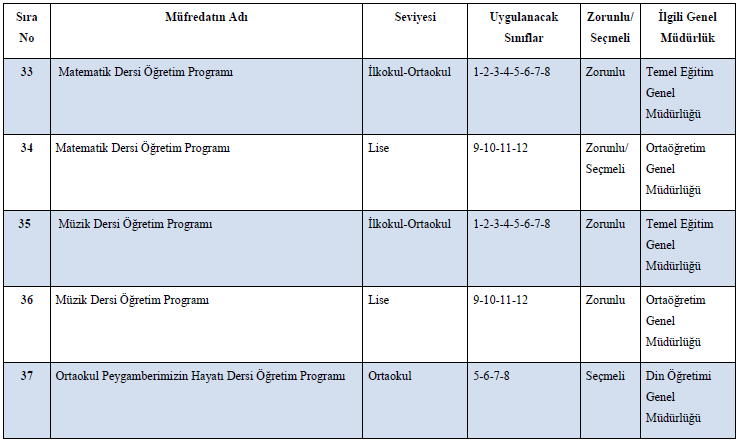 Sıra No Müfredatın Adı Seviyesi Uygulanacak Sınıflar Zorunlu/ Seçmeli İlgili Genel Müdürlük
33 Matematik Dersi Öğretim Programı İlkokul-Ortaokul 1-2-3-4-5-6-7-8 Zorunlu Temel Eğitim
Genel
Müdürlüğü
34 Matematik Dersi Öğretim Programı Lise 9-10-11-12 Zorunlu/ Ortaöğretim
Seçmeli Genel
Müdürlüğü
35 Müzik Dersi Öğretim Programı İlkokul-Ortaokul 1-2-3-4-5-6-7-8 Zorunlu Temel Eğitim
Genel
Müdürlüğü
36 Müzik Dersi Öğretim Programı Lise 9-10-11-12 Zorunlu Ortaöğretim
Genel
Müdürlüğü
37 Ortaokul Peygamberimizin Hayatı Dersi Öğretim Programı Ortaokul 5-6-7-8 Seçmeli Din Öğretimi
Genel
Müdürlüğü